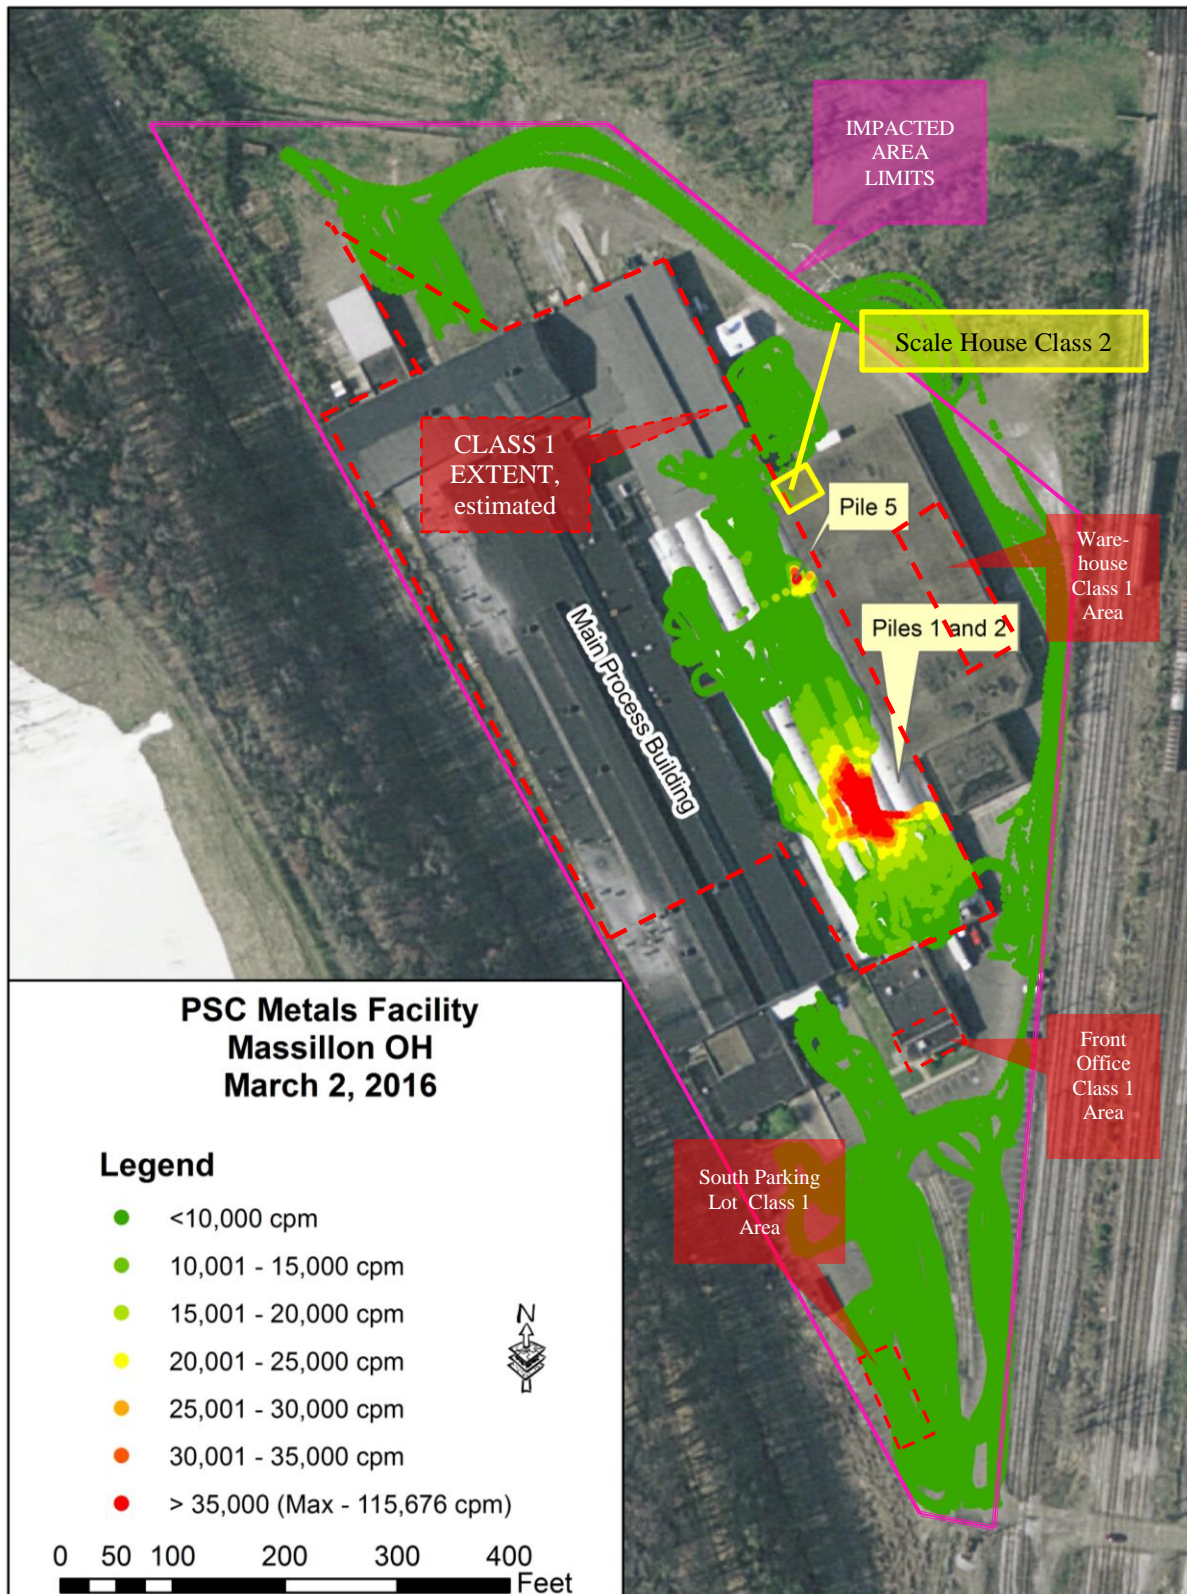 IMPACTED
AREA
LIMITS
Scale House Class 2
CLASS 1
EXTENT,
estimated
Pile 5
Ware-
house
Class 1
Area
Piles 1 and 2
Main Process Building
PSC Metals Facility
Massillon OH
March 2, 2016
Front
Office
Class 1
Area
South Parking
Lot Class 1
Area
Legend
<10,000 cpm
10,001 - 15,000 cpm
15,001 - 20,000 cpm
20,001 - 25,000 cpm
25,001 - 30,000 cpm
30,001 - 35,000 cpm
> 35,000 (Max - 115,676 cpm)
N
0 50 100 200 300 400
Feet